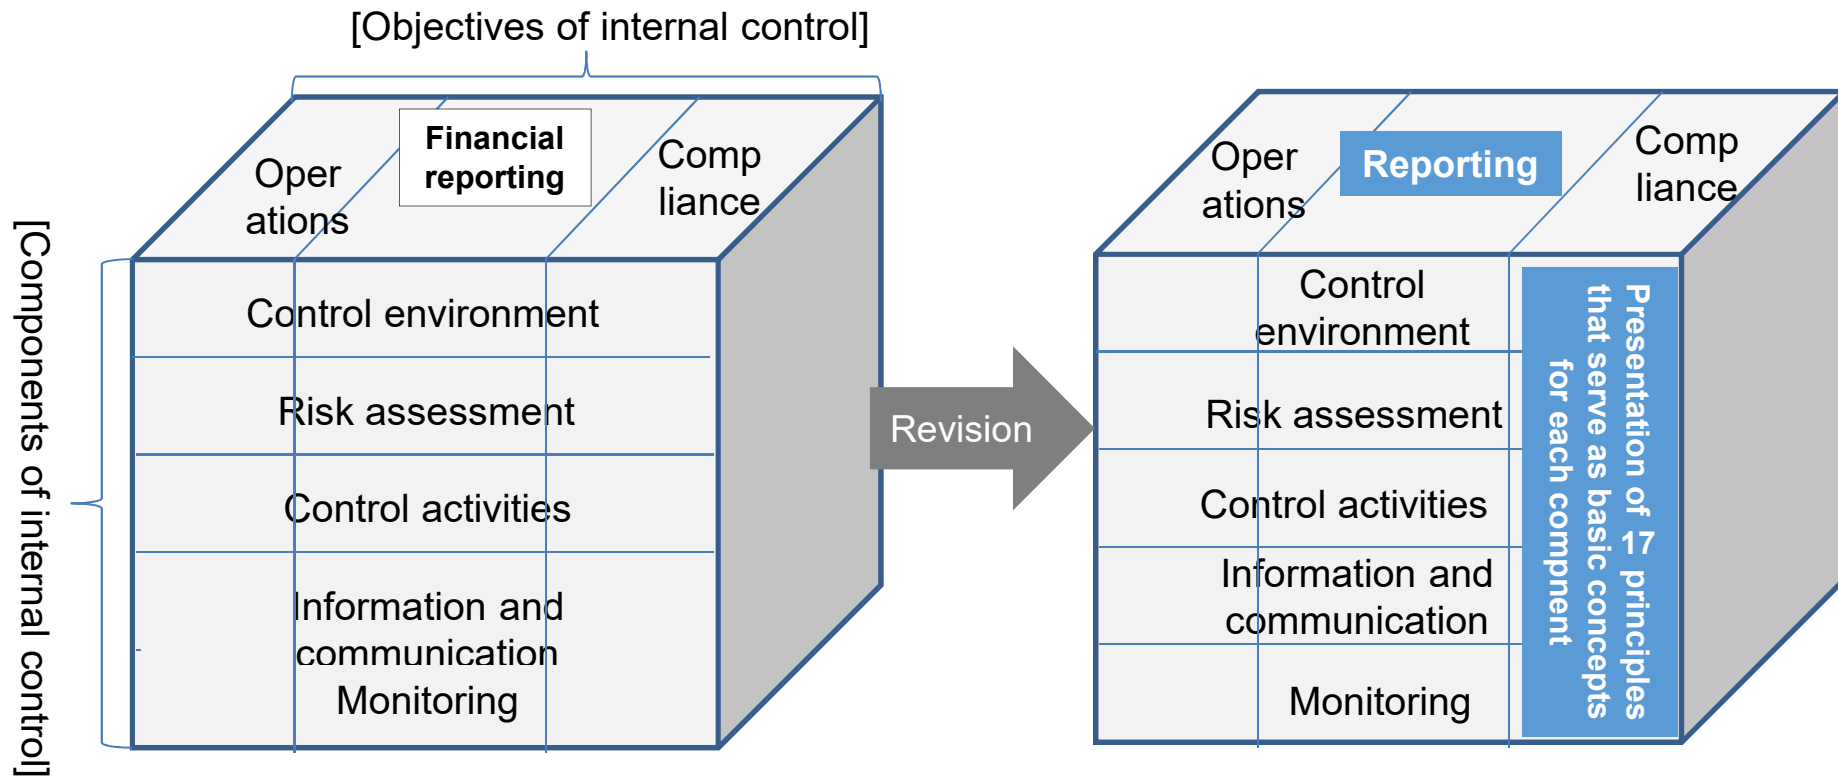 [Objectives of internal control]
[Components of internal control]
Oper
ations
Financial
reporting
Comp
liance
Control environment
Risk assessment
Control activities
Information and
communication
Monitoring
Revision
Oper
ations
Reporting
Comp
liance
Control
environment
Risk assessment
Control activities
Information and
communication
Monitoring
Presentation of 17 principles
that serve as basic concepts
for each compnent